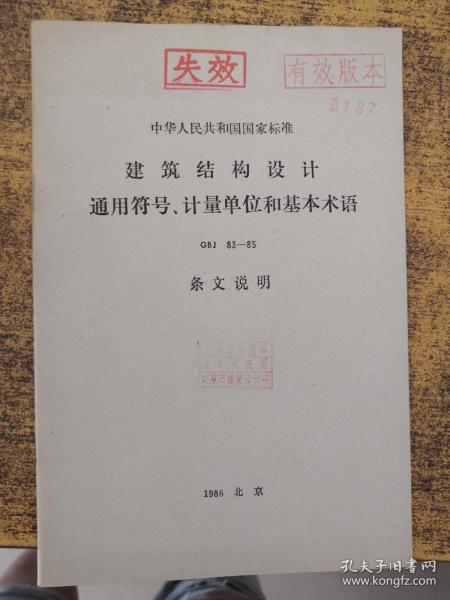 失效
有效版本
0187
中华人民共和国国家标准
建筑结构设计
通用符号、计量单位和基本术语
GBJ 83—85
条文说明
1986 北京
孔夫子旧书网
www.kongfz.com